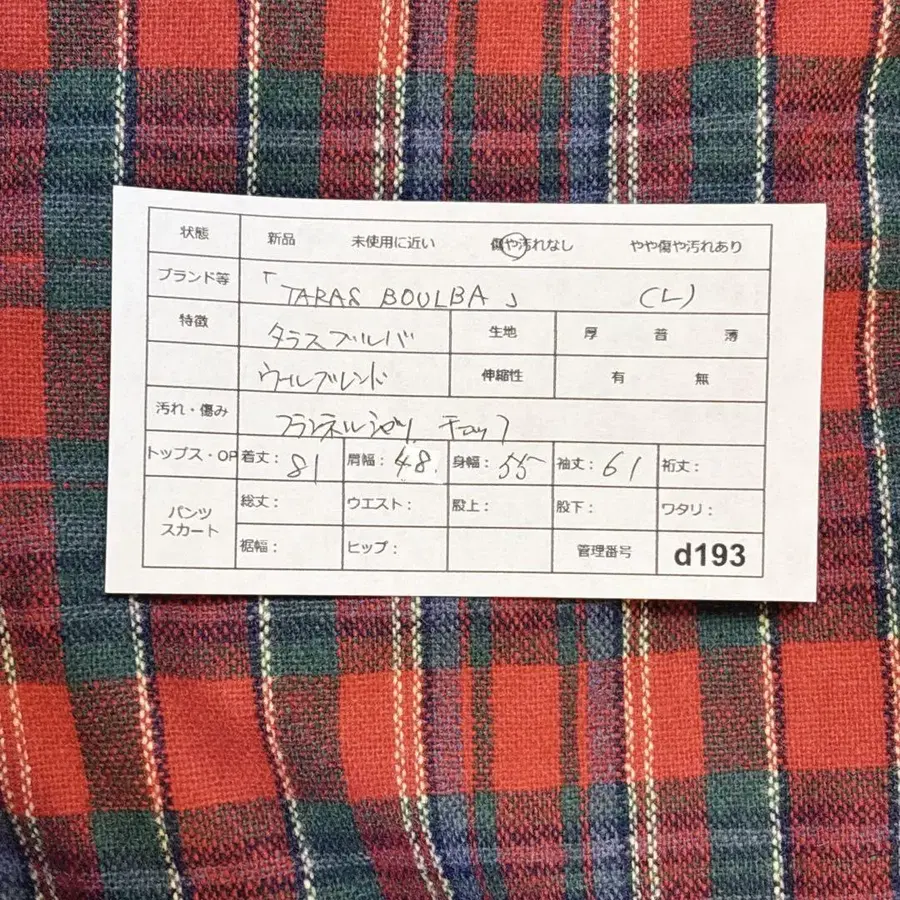 状態 新品 未使用に近い 傷や汚れなし やや傷や汚れあり
ブランド等 「TARAS BOULBA」 (L)
特徴 タラスブルバ 生地 厚 普 薄
ウールブレンド 伸縮性 有 無
汚れ・傷み フランネルシャツ チェック
トップス・OP 着丈:81 肩幅:48. 身幅:55 袖丈:61 裄丈:
パンツ スカート 総丈: ウエスト: 股上: 股下: ワタリ:
裾幅: ヒップ: 管理番号 d193